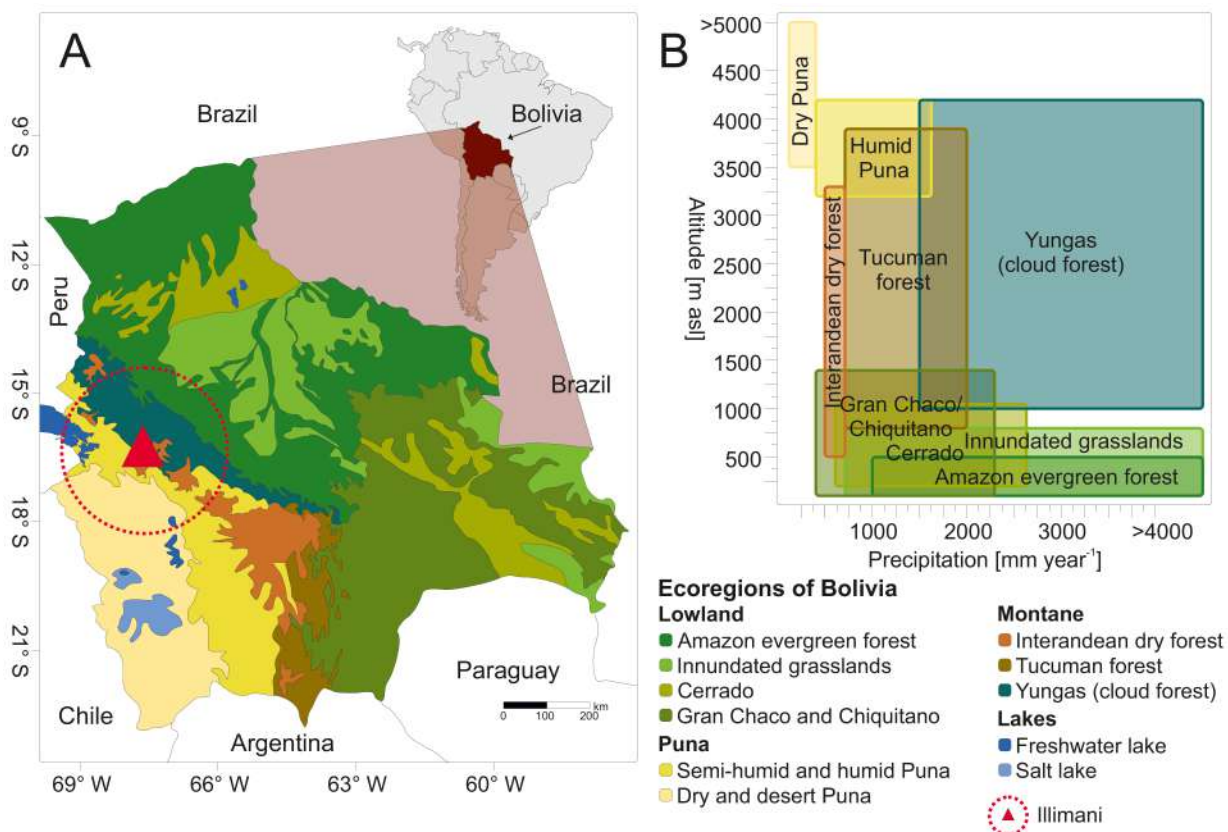 A
Brazil
Bolivia
Peru
Brazil
Paraguay
Chile
Argentina
km
0 100 200
9° S
12° S
15° S
18° S
21° S
69° W
66° W
63° W
60° W
B
>5000
4500
4000
3500
3000
2500
2000
1500
1000
500
Altitude [m asl]
Dry Puna
Humid
Puna
Interandean dry forest
Tucuman
forest
Yungas
(cloud forest)
Gran Chaco/
Chiquitano
Cerrado
Innundated grasslands
Amazon evergreen forest
1000
2000
3000
>4000
Precipitation [mm year⁻¹]
Ecoregions of Bolivia
Lowland
Amazon evergreen forest
Innundated grasslands
Cerrado
Gran Chaco and Chiquitano
Puna
Semi-humid and humid Puna
Dry and desert Puna
Montane
Interandean dry forest
Tucuman forest
Yungas (cloud forest)
Lakes
Freshwater lake
Salt lake
Illimani